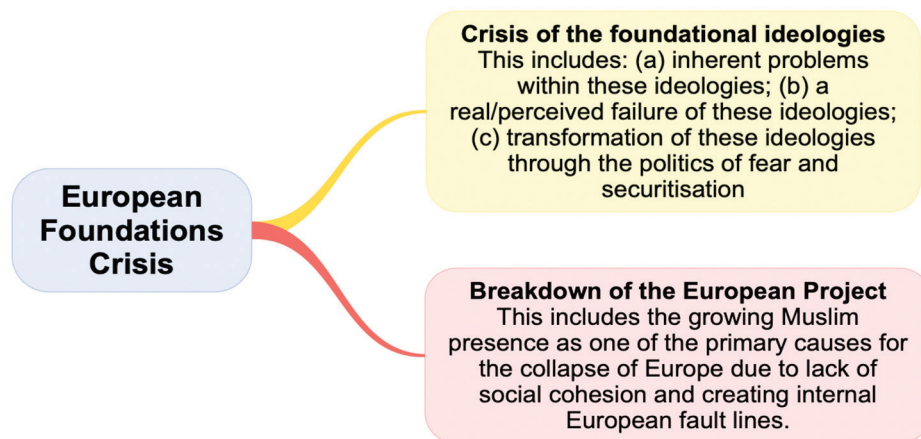 European
Foundations
Crisis
Crisis of the foundational ideologies
This includes: (a) inherent problems
within these ideologies; (b) a
real/perceived failure of these ideologies;
(c) transformation of these ideologies
through the politics of fear and
securitisation
Breakdown of the European Project
This includes the growing Muslim
presence as one of the primary causes for
the collapse of Europe due to lack of
social cohesion and creating internal
European fault lines.